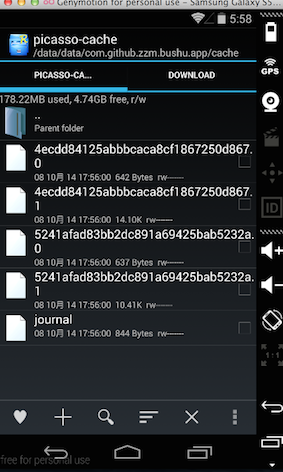 Genymotion for personal use – Samsung Galaxy S5...
5:58
picasso-cache
/data/data/com.github.zzm.bushu.app/cache
PICASSO-CA...
DOWNLOAD
178.22MB used, 4.74GB free, r/w
..
Parent folder
4ecdd84125abbbcaca8cf1867250d867.
0
08 10月 14 17:56:00 642 Bytes rw-------
4ecdd84125abbbcaca8cf1867250d867.
1
08 10月 14 17:56:00 14.10K rw-------
5241afad83bb2dc891a69425bab5232a.
0
08 10月 14 17:56:00 637 Bytes rw-------
5241afad83bb2dc891a69425bab5232a.
1
08 10月 14 17:56:00 10.41K rw-------
journal
08 10月 14 17:56:00 844 Bytes rw-------
GPS
ID
1:1
free for personal use